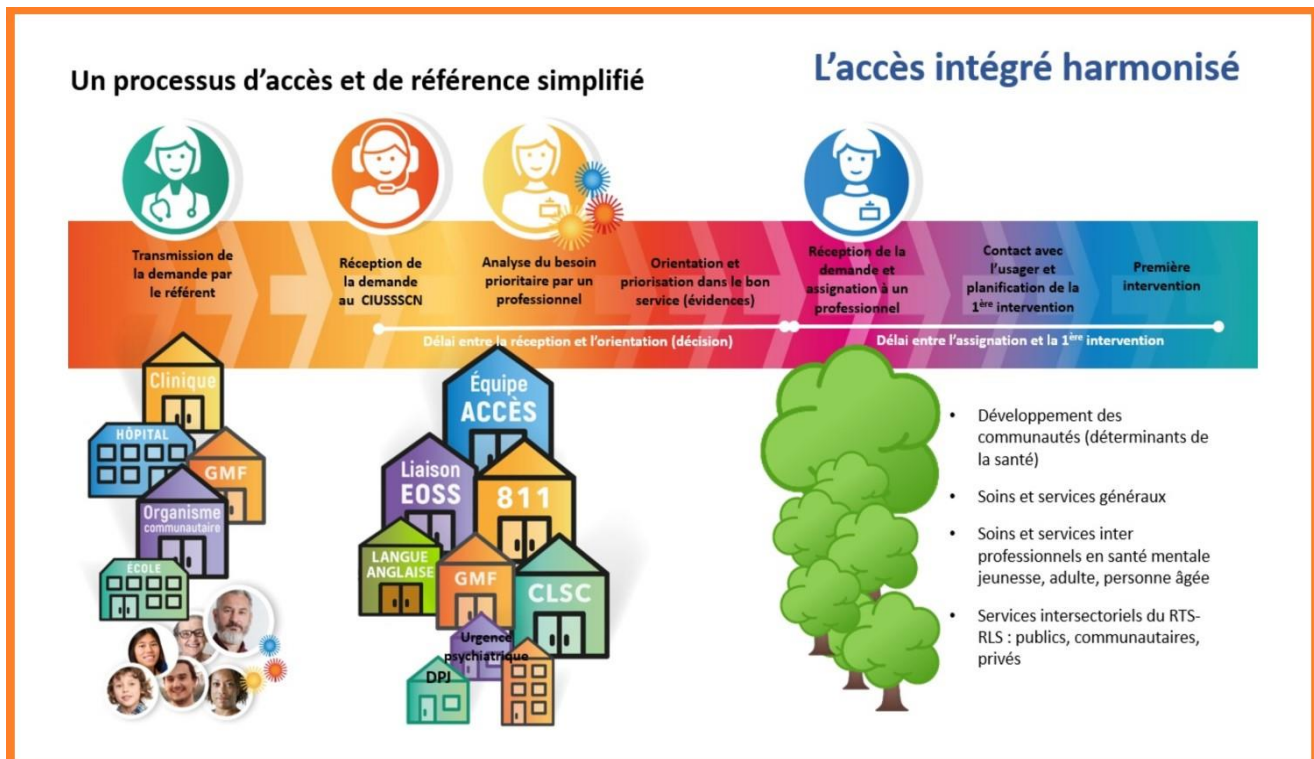 Un processus d'accès et de référence simplifié
L'accès intégré harmonisé
Transmission de
la demande par
le référent
Réception de
la demande
au CIUSSSCN
Analyse du besoin
prioritaire par un
professionnel
Orientation et
priorisation dans le bon
service (évidences)
Réception de la
demande et
assignation à un
professionnel
Contact avec
l'usager et
planification de la
1ère intervention
Première
intervention
Délai entre la réception et l'orientation (décision)
Délai entre l'assignation et la 1ère intervention
Clinique
HÔPITAL
GMF
Organisme
communautaire
ÉCOLE
Équipe
ACCÈS
Liaison
EOSS
811
LANGUE
ANGLAISE
GMF
CLSC
Urgence
psychiatrique
DPJ
• Développement des
communautés (déterminants de
la santé)
• Soins et services généraux
• Soins et services inter
professionnels en santé mentale
jeunesse, adulte, personne âgée
• Services intersectoriels du RTS-
RLS : publics, communautaires,
privés